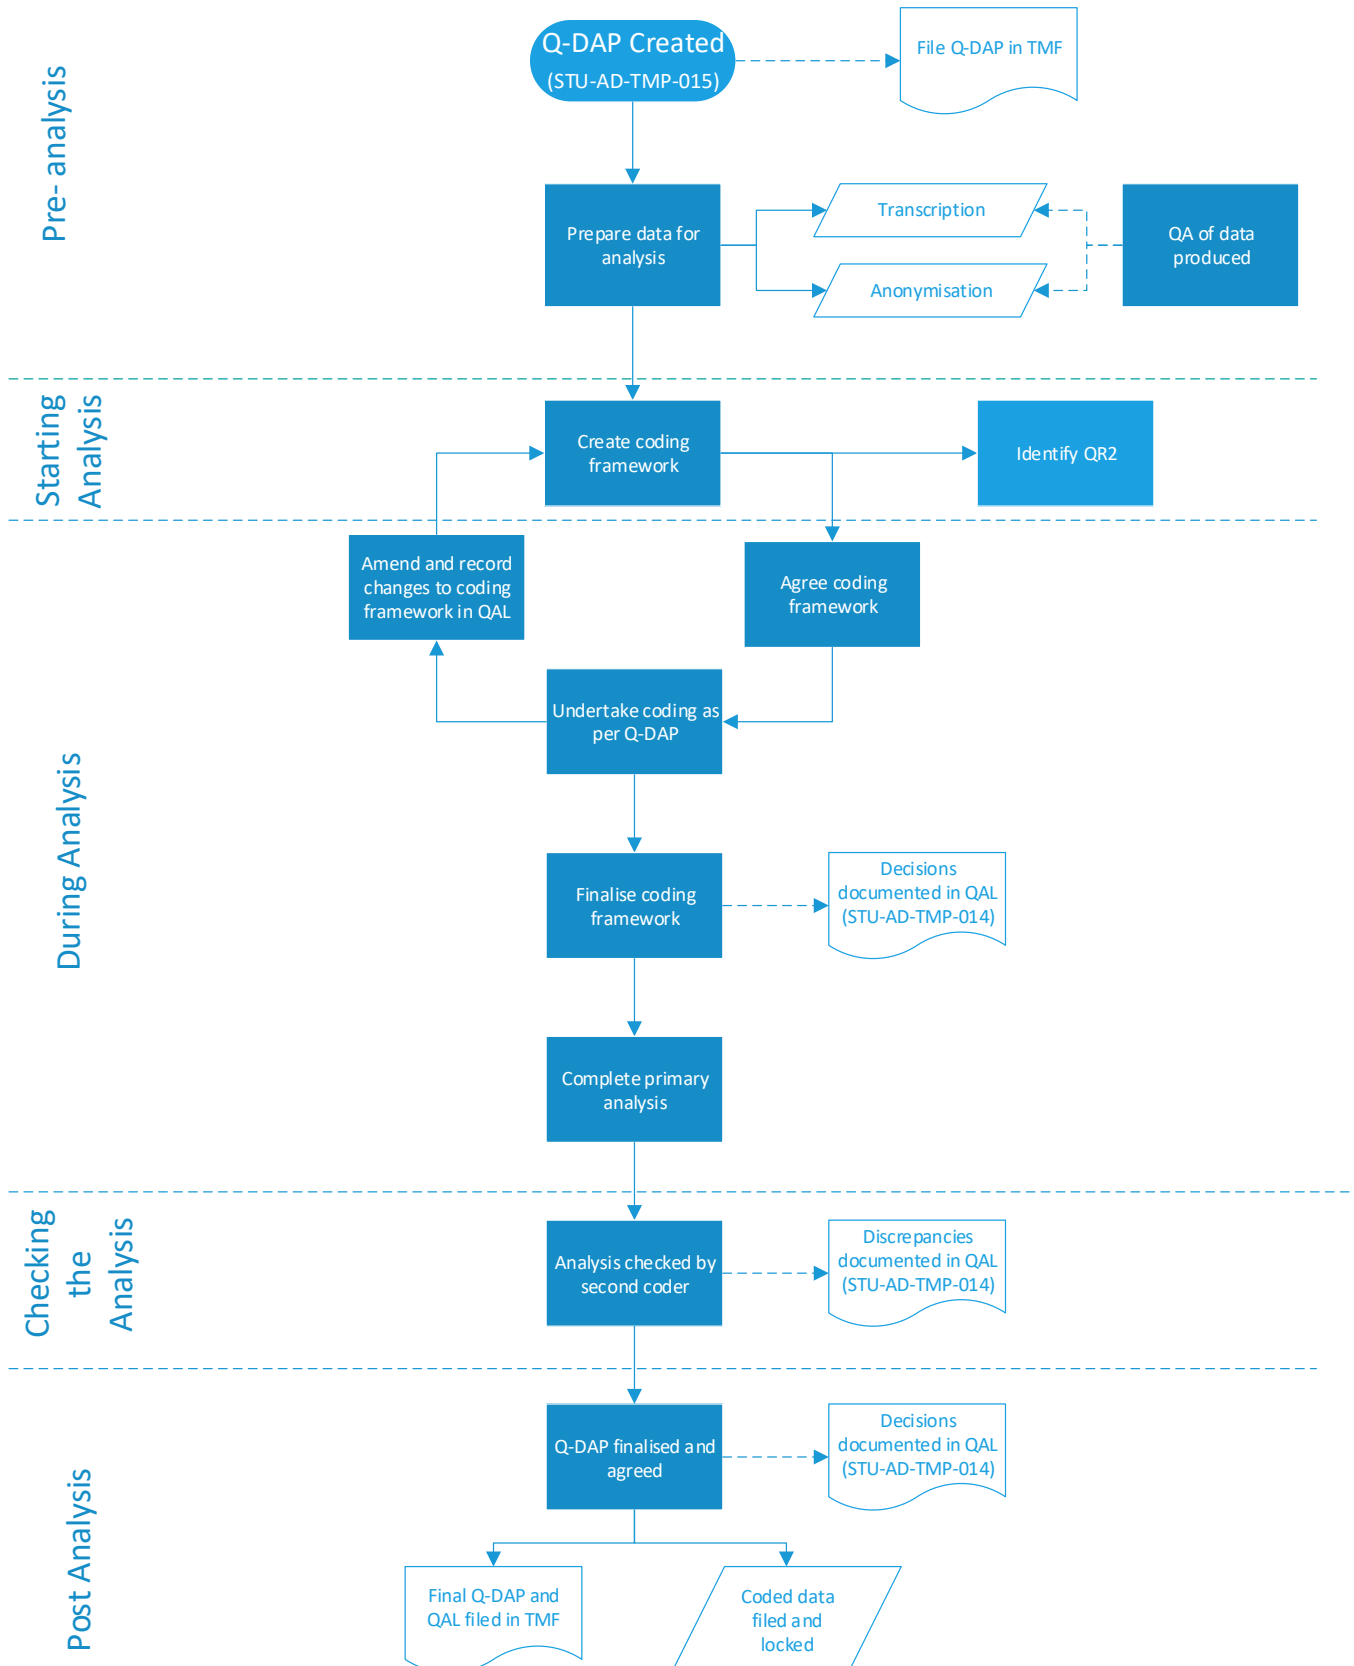 Pre- analysis
Q-DAP Created
(STU-AD-TMP-015)
File Q-DAP in TMF
Prepare data for
analysis
Transcription
Anonymisation
QA of data
produced
Starting
Analysis
Create coding
framework
Identify QR2
During Analysis
Amend and record
changes to coding
framework in QAL
Agree coding
framework
Undertake coding as
per Q-DAP
Finalise coding
framework
Decisions
documented in QAL
(STU-AD-TMP-014)
Complete primary
analysis
Checking
the
Analysis
Analysis checked by
second coder
Discrepancies
documented in QAL
(STU-AD-TMP-014)
Post Analysis
Q-DAP finalised and
agreed
Decisions
documented in QAL
(STU-AD-TMP-014)
Final Q-DAP and
QAL filed in TMF
Coded data
filed and
locked